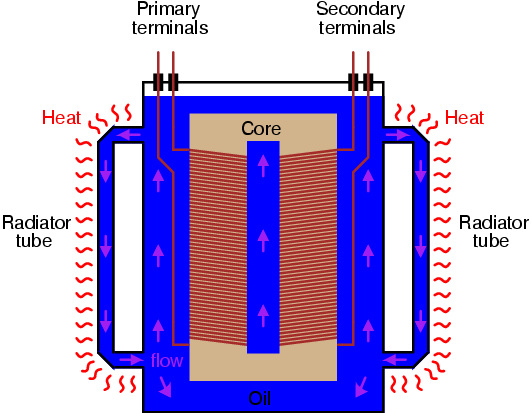 Primary
terminals
Secondary
terminals
Heat
Heat
Core
Radiator
tube
Radiator
tube
flow
Oil